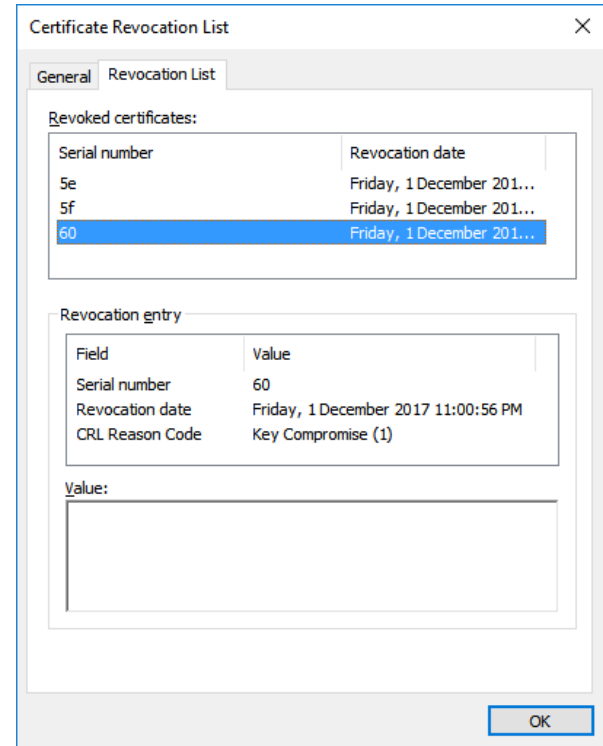 Certificate Revocation List
General Revocation List
Revoked certificates:
Serial number Revocation date
5e Friday, 1 December 201...
5f Friday, 1 December 201...
60 Friday, 1 December 201...
Revocation entry
Field Value
Serial number 60
Revocation date Friday, 1 December 2017 11:00:56 PM
CRL Reason Code Key Compromise (1)
Value:
OK